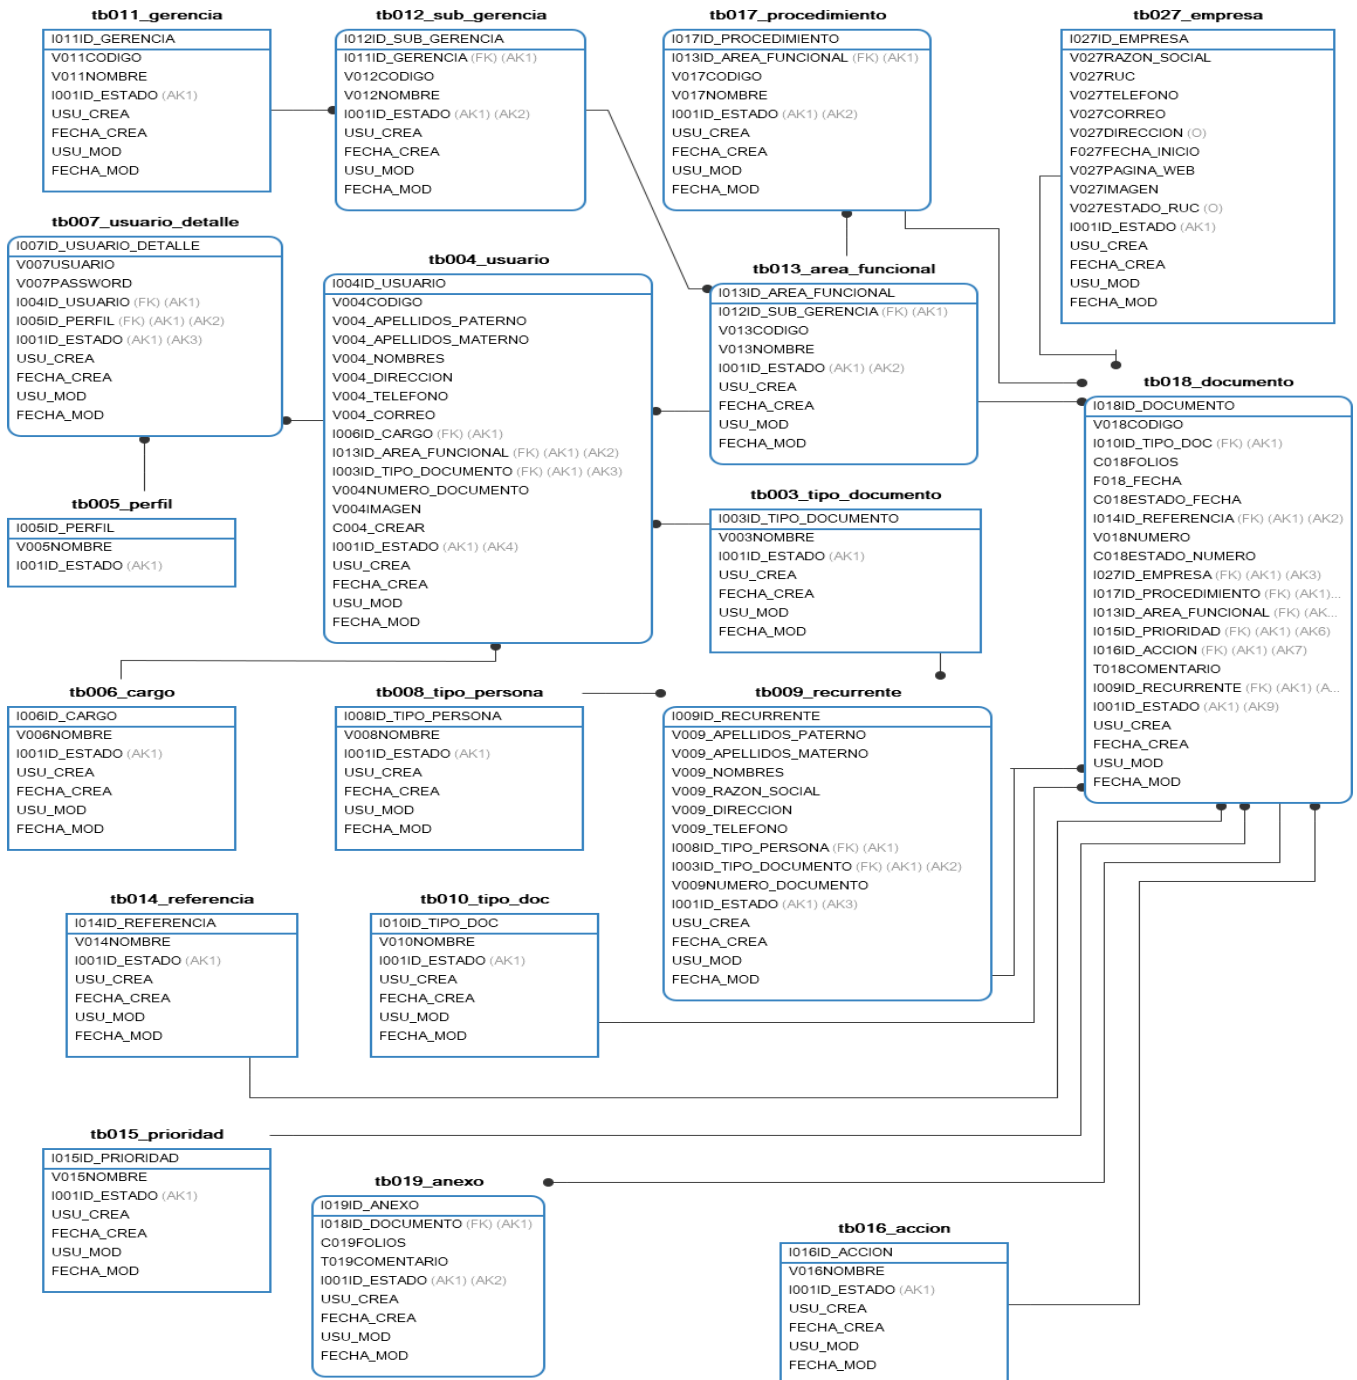 tb011_gerencia
I011ID_GERENCIA
V011CODIGO
V011NOMBRE
I001ID_ESTADO (AK1)
USU_CREA
FECHA_CREA
USU_MOD
FECHA_MOD
tb012_sub_gerencia
I012ID_SUB_GERENCIA
I011ID_GERENCIA (FK) (AK1)
V012CODIGO
V012NOMBRE
I001ID_ESTADO (AK1) (AK2)
USU_CREA
FECHA_CREA
USU_MOD
FECHA_MOD
tb017_procedimiento
I017ID_PROCEDIMIENTO
I013ID_AREA_FUNCIONAL (FK) (AK1)
V017CODIGO
V017NOMBRE
I001ID_ESTADO (AK1) (AK2)
USU_CREA
FECHA_CREA
USU_MOD
FECHA_MOD
tb027_empresa
I027ID_EMPRESA
V027RAZON_SOCIAL
V027RUC
V027TELEFONO
V027CORREO
V027DIRECCION (O)
F027FECHA_INICIO
V027PAGINA_WEB
V027IMAGEN
V027ESTADO_RUC (O)
I001ID_ESTADO (AK1)
USU_CREA
FECHA_CREA
USU_MOD
FECHA_MOD
tb007_usuario_detalle
I007ID_USUARIO_DETALLE
V007USUARIO
V007PASSWORD
I004ID_USUARIO (FK) (AK1)
I005ID_PERFIL (FK) (AK1) (AK2)
I001ID_ESTADO (AK1) (AK3)
USU_CREA
FECHA_CREA
USU_MOD
FECHA_MOD
tb004_usuario
I004ID_USUARIO
V004CODIGO
V004_APELLIDOS_PATERNO
V004_APELLIDOS_MATERNO
V004_NOMBRES
V004_DIRECCION
V004_TELEFONO
V004_CORREO
I006ID_CARGO (FK) (AK1)
I013ID_AREA_FUNCIONAL (FK) (AK1) (AK2)
I003ID_TIPO_DOCUMENTO (FK) (AK1) (AK3)
V004NUMERO_DOCUMENTO
V004IMAGEN
C004_CREAR
I001ID_ESTADO (AK1) (AK4)
USU_CREA
FECHA_CREA
USU_MOD
FECHA_MOD
tb013_area_funcional
I013ID_AREA_FUNCIONAL
I012ID_SUB_GERENCIA (FK) (AK1)
V013CODIGO
V013NOMBRE
I001ID_ESTADO (AK1) (AK2)
USU_CREA
FECHA_CREA
USU_MOD
FECHA_MOD
tb018_documento
I018ID_DOCUMENTO
V018CODIGO
I010ID_TIPO_DOC (FK) (AK1)
C018FOLIOS
F018_FECHA
C018ESTADO_FECHA
I014ID_REFERENCIA (FK) (AK1) (AK2)
V018NUMERO
C018ESTADO_NUMERO
I027ID_EMPRESA (FK) (AK1) (AK3)
I017ID_PROCEDIMIENTO (FK) (AK1)...
I013ID_AREA_FUNCIONAL (FK) (AK...
I015ID_PRIORIDAD (FK) (AK1) (AK6)
I016ID_ACCION (FK) (AK1) (AK7)
T018COMENTARIO
I009ID_RECURRENTE (FK) (AK1) (A...
I001ID_ESTADO (AK1) (AK9)
USU_CREA
FECHA_CREA
USU_MOD
FECHA_MOD
tb005_perfil
I005ID_PERFIL
V005NOMBRE
I001ID_ESTADO (AK1)
tb003_tipo_documento
I003ID_TIPO_DOCUMENTO
V003NOMBRE
I001ID_ESTADO (AK1)
USU_CREA
FECHA_CREA
USU_MOD
FECHA_MOD
tb006_cargo
I006ID_CARGO
V006NOMBRE
I001ID_ESTADO (AK1)
USU_CREA
FECHA_CREA
USU_MOD
FECHA_MOD
tb008_tipo_persona
I008ID_TIPO_PERSONA
V008NOMBRE
I001ID_ESTADO (AK1)
USU_CREA
FECHA_CREA
USU_MOD
FECHA_MOD
tb009_recurrente
I009ID_RECURRENTE
V009_APELLIDOS_PATERNO
V009_APELLIDOS_MATERNO
V009_NOMBRES
V009_RAZON_SOCIAL
V009_DIRECCION
V009_TELEFONO
I008ID_TIPO_PERSONA (FK) (AK1)
I003ID_TIPO_DOCUMENTO (FK) (AK1) (AK2)
V009NUMERO_DOCUMENTO
I001ID_ESTADO (AK1) (AK3)
USU_CREA
FECHA_CREA
USU_MOD
FECHA_MOD
tb014_referencia
I014ID_REFERENCIA
V014NOMBRE
I001ID_ESTADO (AK1)
USU_CREA
FECHA_CREA
USU_MOD
FECHA_MOD
tb010_tipo_doc
I010ID_TIPO_DOC
V010NOMBRE
I001ID_ESTADO (AK1)
USU_CREA
FECHA_CREA
USU_MOD
FECHA_MOD
tb015_prioridad
I015ID_PRIORIDAD
V015NOMBRE
I001ID_ESTADO (AK1)
USU_CREA
FECHA_CREA
USU_MOD
FECHA_MOD
tb019_anexo
I019ID_ANEXO
I018ID_DOCUMENTO (FK) (AK1)
C019FOLIOS
T019COMENTARIO
I001ID_ESTADO (AK1) (AK2)
USU_CREA
FECHA_CREA
USU_MOD
FECHA_MOD
tb016_accion
I016ID_ACCION
V016NOMBRE
I001ID_ESTADO (AK1)
USU_CREA
FECHA_CREA
USU_MOD
FECHA_MOD